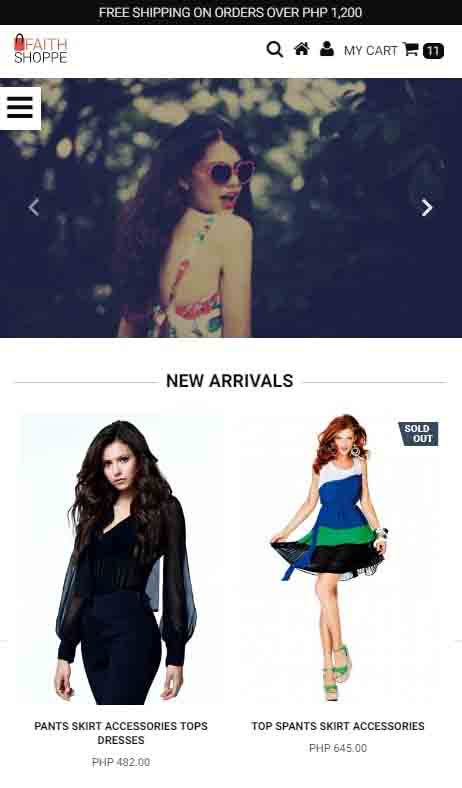 FREE SHIPPING ON ORDERS OVER PHP 1,200
FAITH
SHOPPE
MY CART 11
NEW ARRIVALS
SOLD
OUT
PANTS SKIRT ACCESSORIES TOPS
DRESSES
PHP 482.00
TOP SPANTS SKIRT ACCESSORIES
PHP 645.00